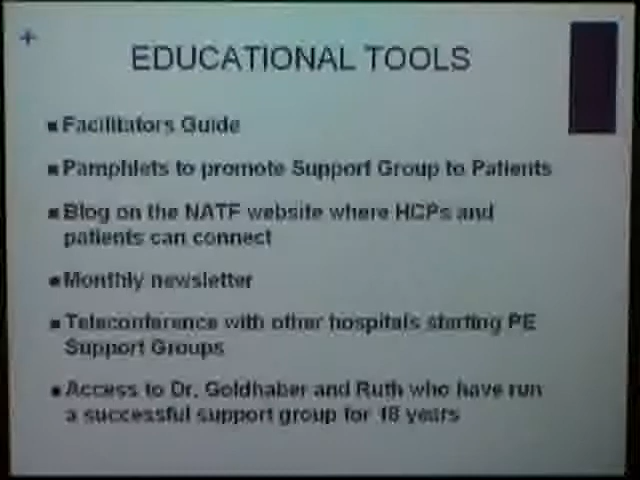 EDUCATIONAL TOOLS
Facilitators Guide
Pamphlets to promote Support Group to Patients
Blog on the NATF website where HCPs and
patients can connect
Monthly newsletter
Teleconference with other hospitals starting PE
Support Groups
Access to Dr. Goldhaber and Ruth who have run
a successful support group for 18 years